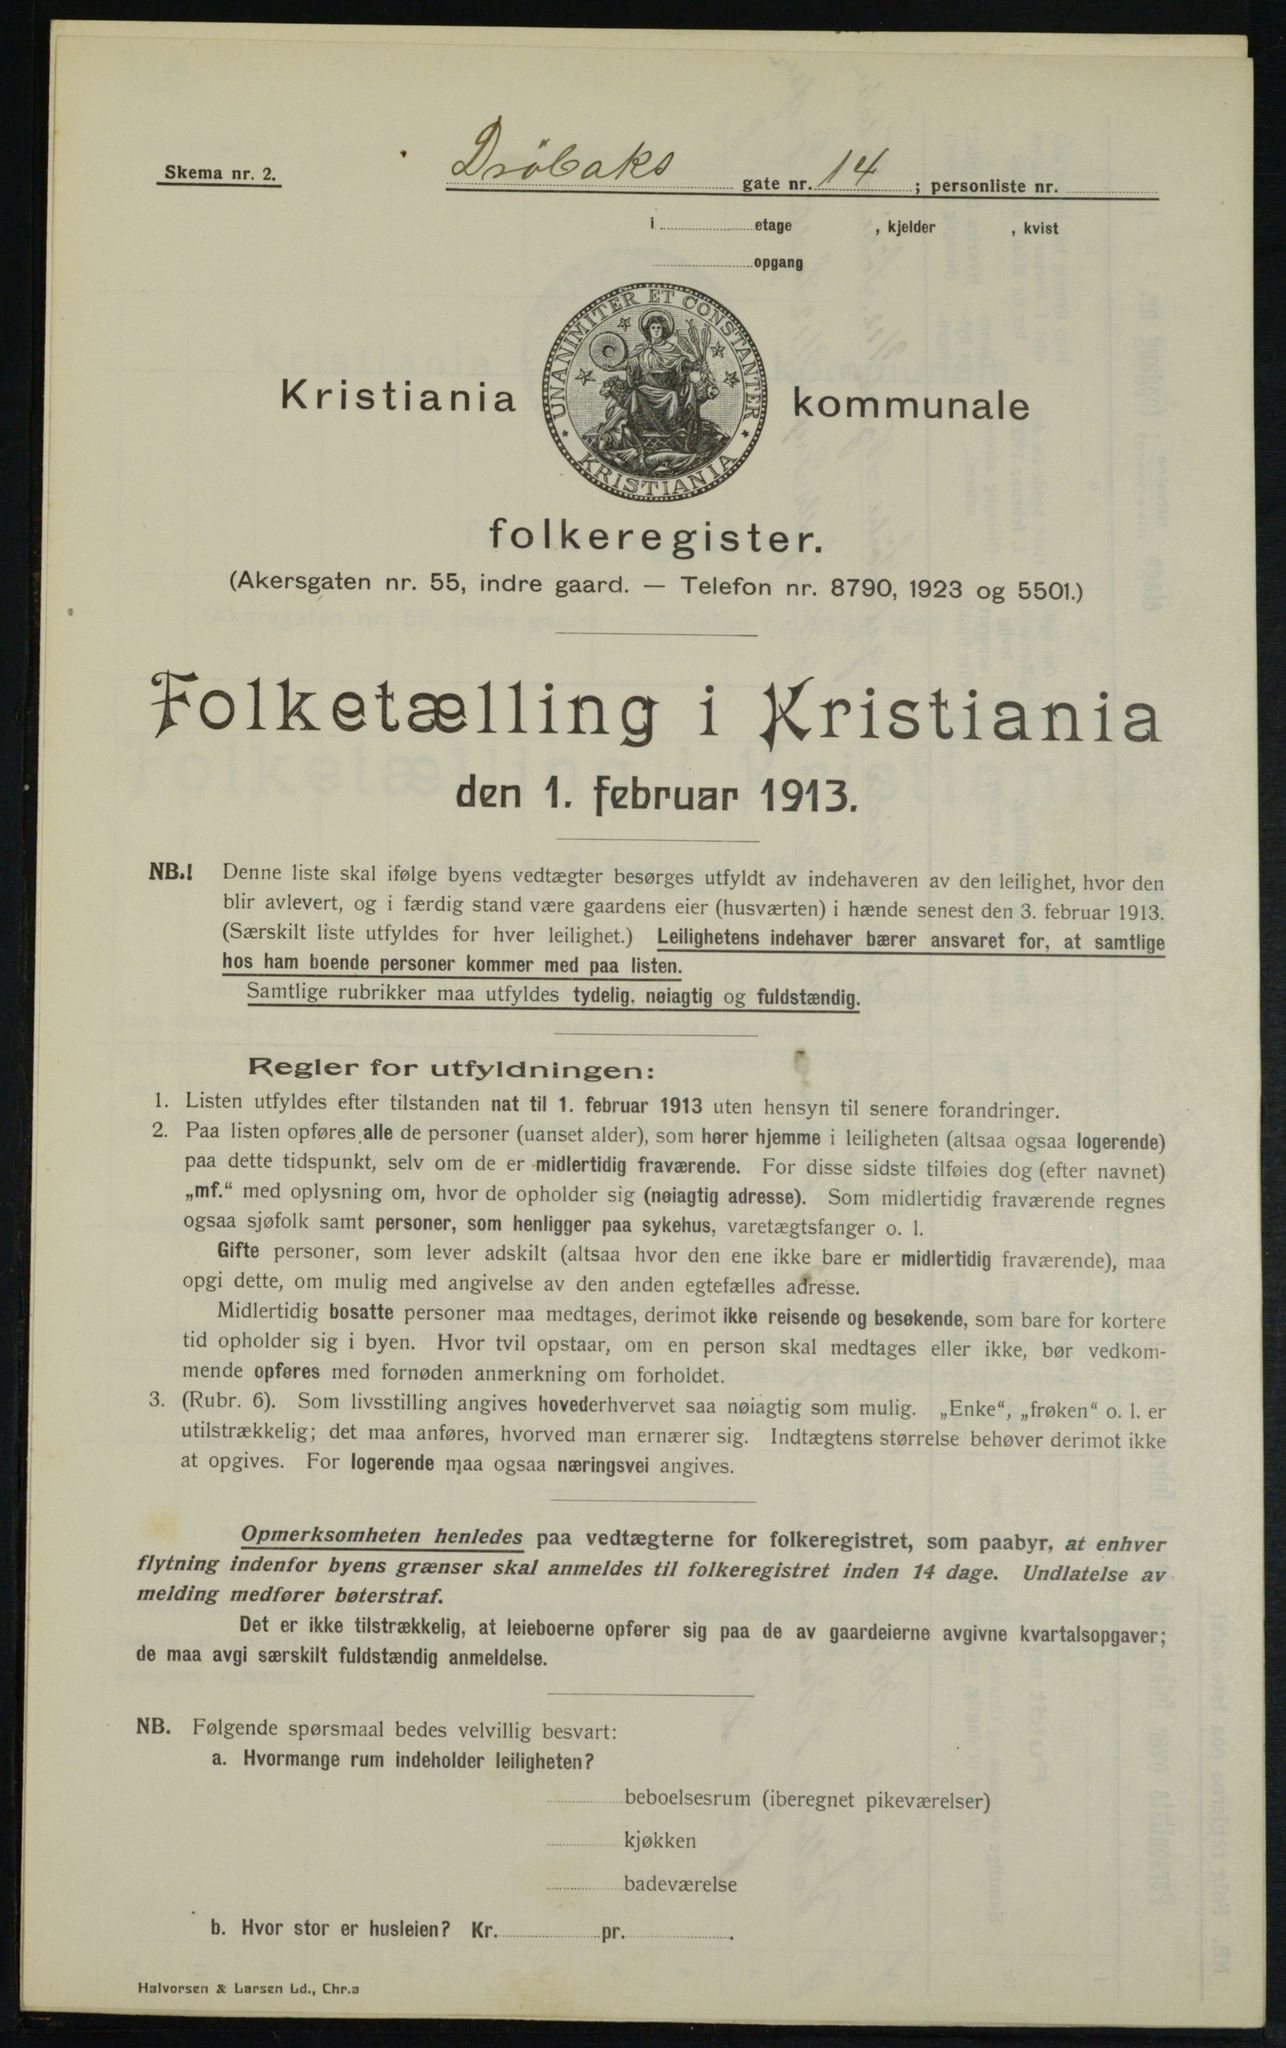 Skema nr. 2.
Dröbaks gate nr. 14; personliste nr.
i etage , kjelder , kvist
opgang
UNANIMITER ET CONSTANTER
KRISTIANIA
Kristiania kommunale
folkeregister.
(Akersgaten nr. 55, indre gaard. — Telefon nr. 8790, 1923 og 5501.)
Folketælling i Kristiania
den 1. februar 1913.
NB.! Denne liste skal ifølge byens vedtægter besørges utfyldt av indehaveren av den leilighet, hvor den
blir avlevert, og i færdig stand være gaardens eier (husværten) i hænde senest den 3. februar 1913.
(Særskilt liste utfyldes for hver leilighet.) Leilighetens indehaver bærer ansvaret for, at samtlige
hos ham boende personer kommer med paa listen.
Samtlige rubrikker maa utfyldes tydelig, nøiagtig og fuldstændig.
Regler for utfyldningen:
1. Listen utfyldes efter tilstanden nat til 1. februar 1913 uten hensyn til senere forandringer.
2. Paa listen opføres alle de personer (uanset alder), som hører hjemme i leiligheten (altsaa ogsaa logerende)
paa dette tidspunkt, selv om de er midlertidig fraværende. For disse sidste tilføies dog (efter navnet)
„mf.“ med oplysning om, hvor de opholder sig (nøiagtig adresse). Som midlertidig fraværende regnes
ogsaa sjøfolk samt personer, som henligger paa sykehus, varetægtsfanger o. l.
Gifte personer, som lever adskilt (altsaa hvor den ene ikke bare er midlertidig fraværende), maa
opgi dette, om mulig med angivelse av den anden egtefælles adresse.
Midlertidig bosatte personer maa medtages, derimot ikke reisende og besøkende, som bare for kortere
tid opholder sig i byen. Hvor tvil opstaar, om en person skal medtages eller ikke, bør vedkom-
mende opføres med fornøden anmerkning om forholdet.
3. (Rubr. 6). Som livsstilling angives hovederhvervet saa nøiagtig som mulig. „Enke“, „frøken“ o. l. er
utilstrækkelig; det maa anføres, hvorved man ernærer sig. Indtægtens størrelse behøver derimot ikke
at opgives. For logerende maa ogsaa næringsvei angives.
Opmerksomheten henledes paa vedtægterne for folkeregistret, som paabyr, at enhver
flytning indenfor byens grænser skal anmeldes til folkeregistret inden 14 dage. Undlatelse av
melding medfører bøterstraf.
Det er ikke tilstrækkelig, at leieboerne opfører sig paa de av gaardeierne avgivne kvartalsopgaver;
de maa avgi særskilt fuldstændig anmeldelse.
NB. Følgende spørsmaal bedes velvillig besvart:
a. Hvormange rum indeholder leiligheten?
beboelsesrum (iberegnet pikeværelser)
kjøkken
badeværelse
b. Hvor stor er husleien? Kr. pr. .
Halvorsen & Larsen Ld., Chr.a